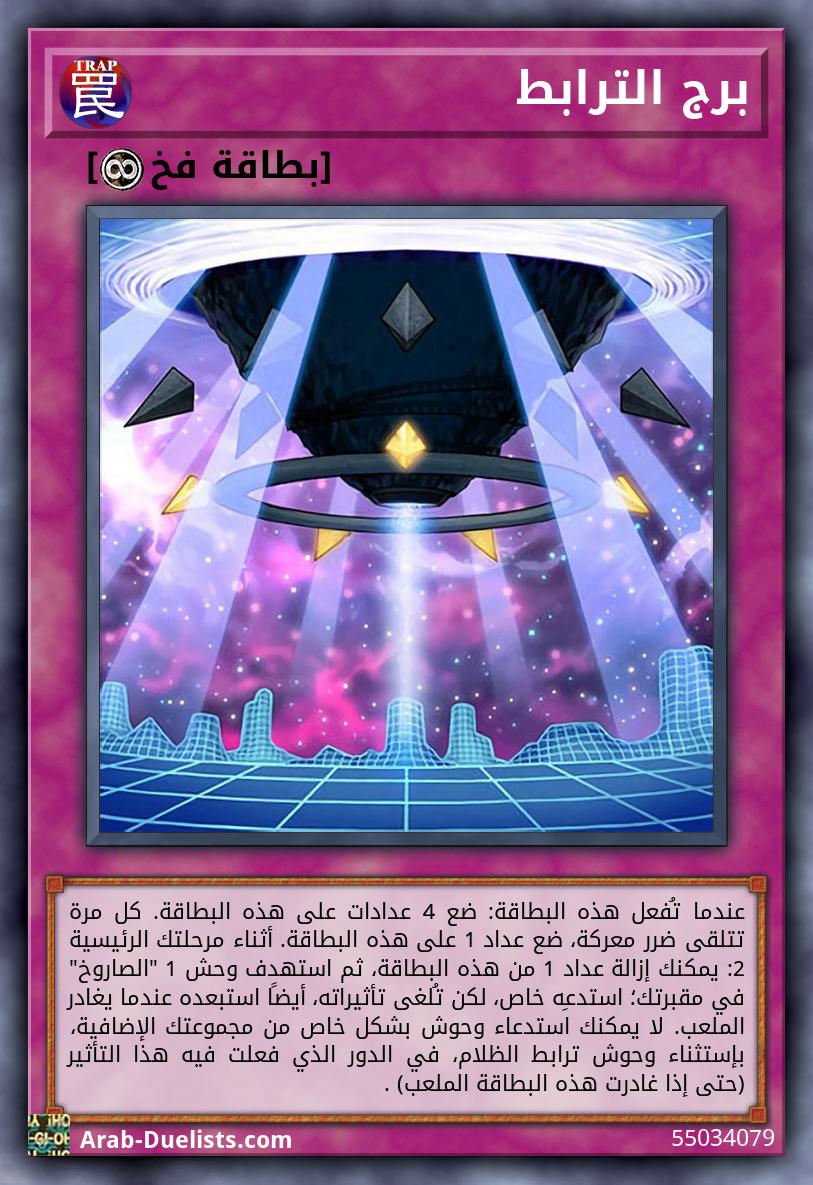 برج الترابط
TRAP
罠
[بطاقة فخ ♾]
عندما تُفعل هذه البطاقة: ضع 4 عدادات على هذه البطاقة. كل مرة
تتلقى ضرر معركة، ضع عداد 1 على هذه البطاقة. أثناء مرحلتك الرئيسية
2: يمكنك إزالة عداد 1 من هذه البطاقة، ثم استهدف وحش 1 "الصاروخ"
في مقبرتك؛ استدعِه خاص، لكن تُلغى تأثيراته، أيضاً استبعده عندما يغادر
الملعب. لا يمكنك استدعاء وحوش بشكل خاص من مجموعتك الإضافية،
بإستثناء وحوش ترابط الظلام، في الدور الذي فعلت فيه هذا التأثير
(حتى إذا غادرت هذه البطاقة الملعب) .
Arab-Duelists.com
55034079